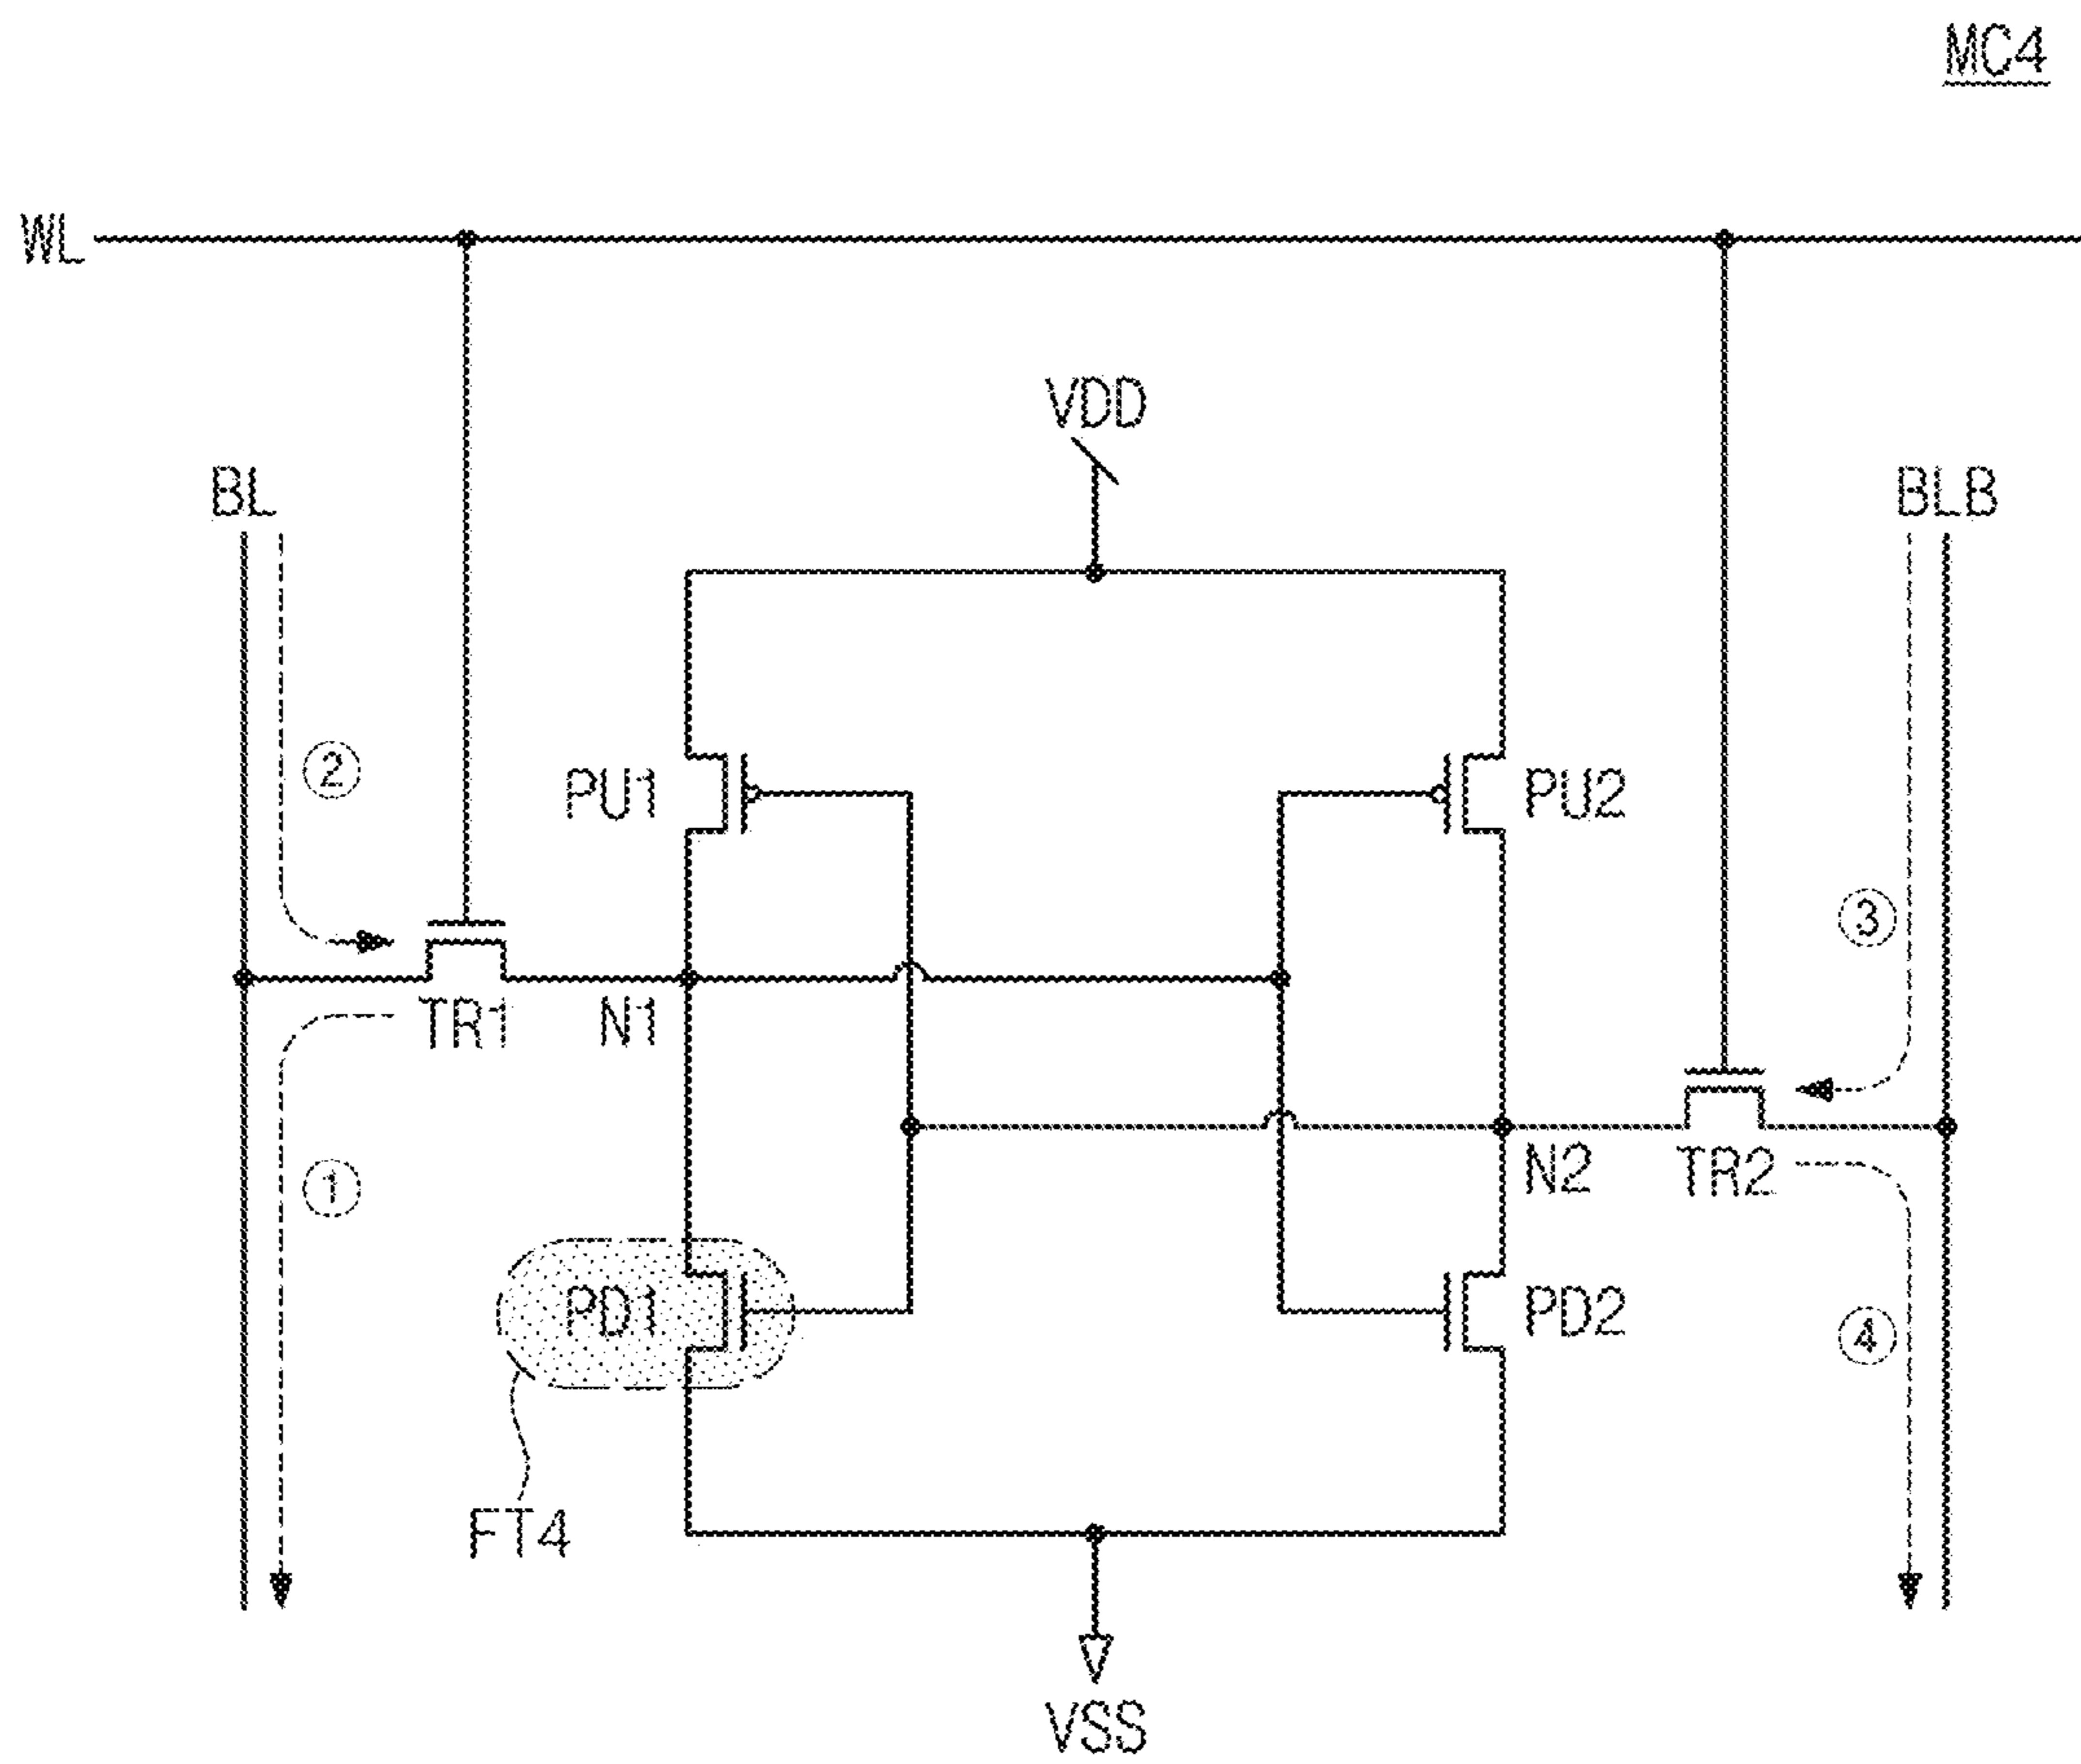 MC4
WL
VDD
BL
BLB
②
PU1
PU2
③
TR1
N1
①
N2
TR2
PD1
PD2
④
FT4
VSS